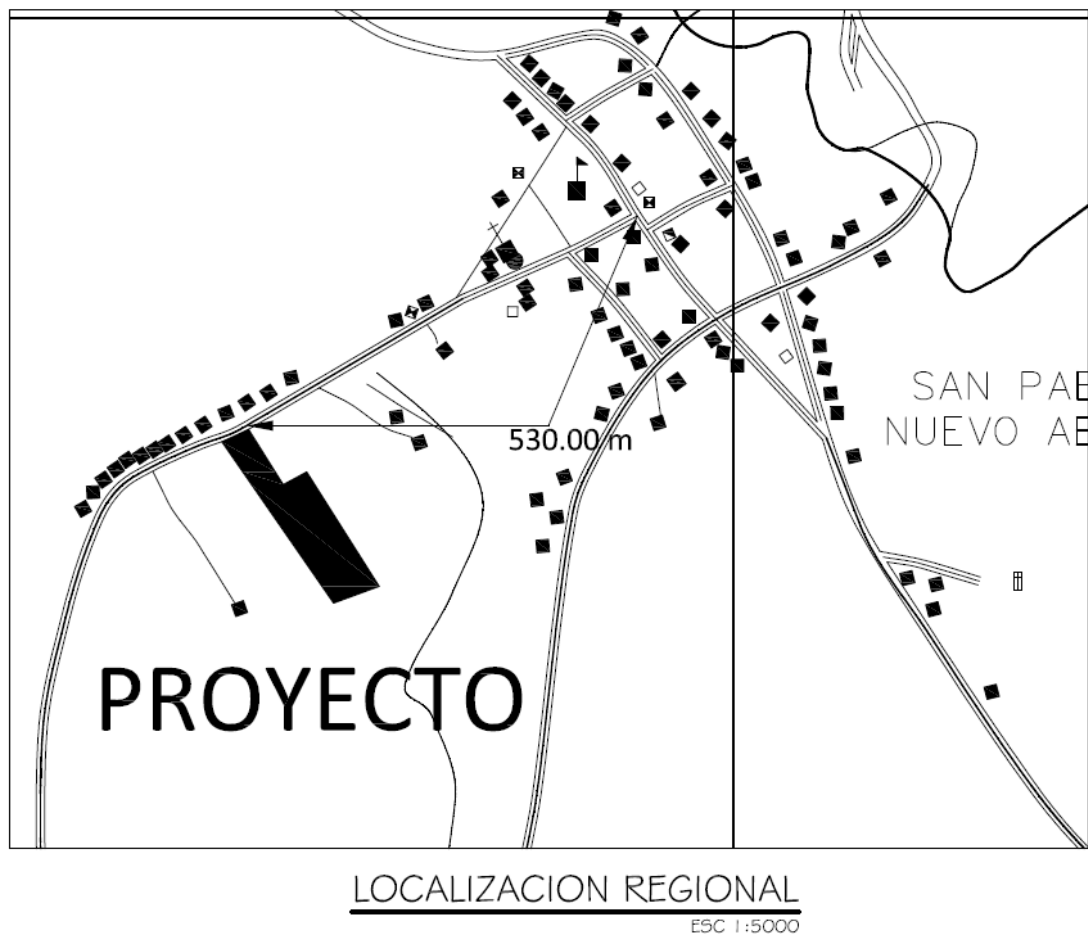 SAN PAB
NUEVO AB
530.00 m
PROYECTO
LOCALIZACION REGIONAL
ESC 1:5000